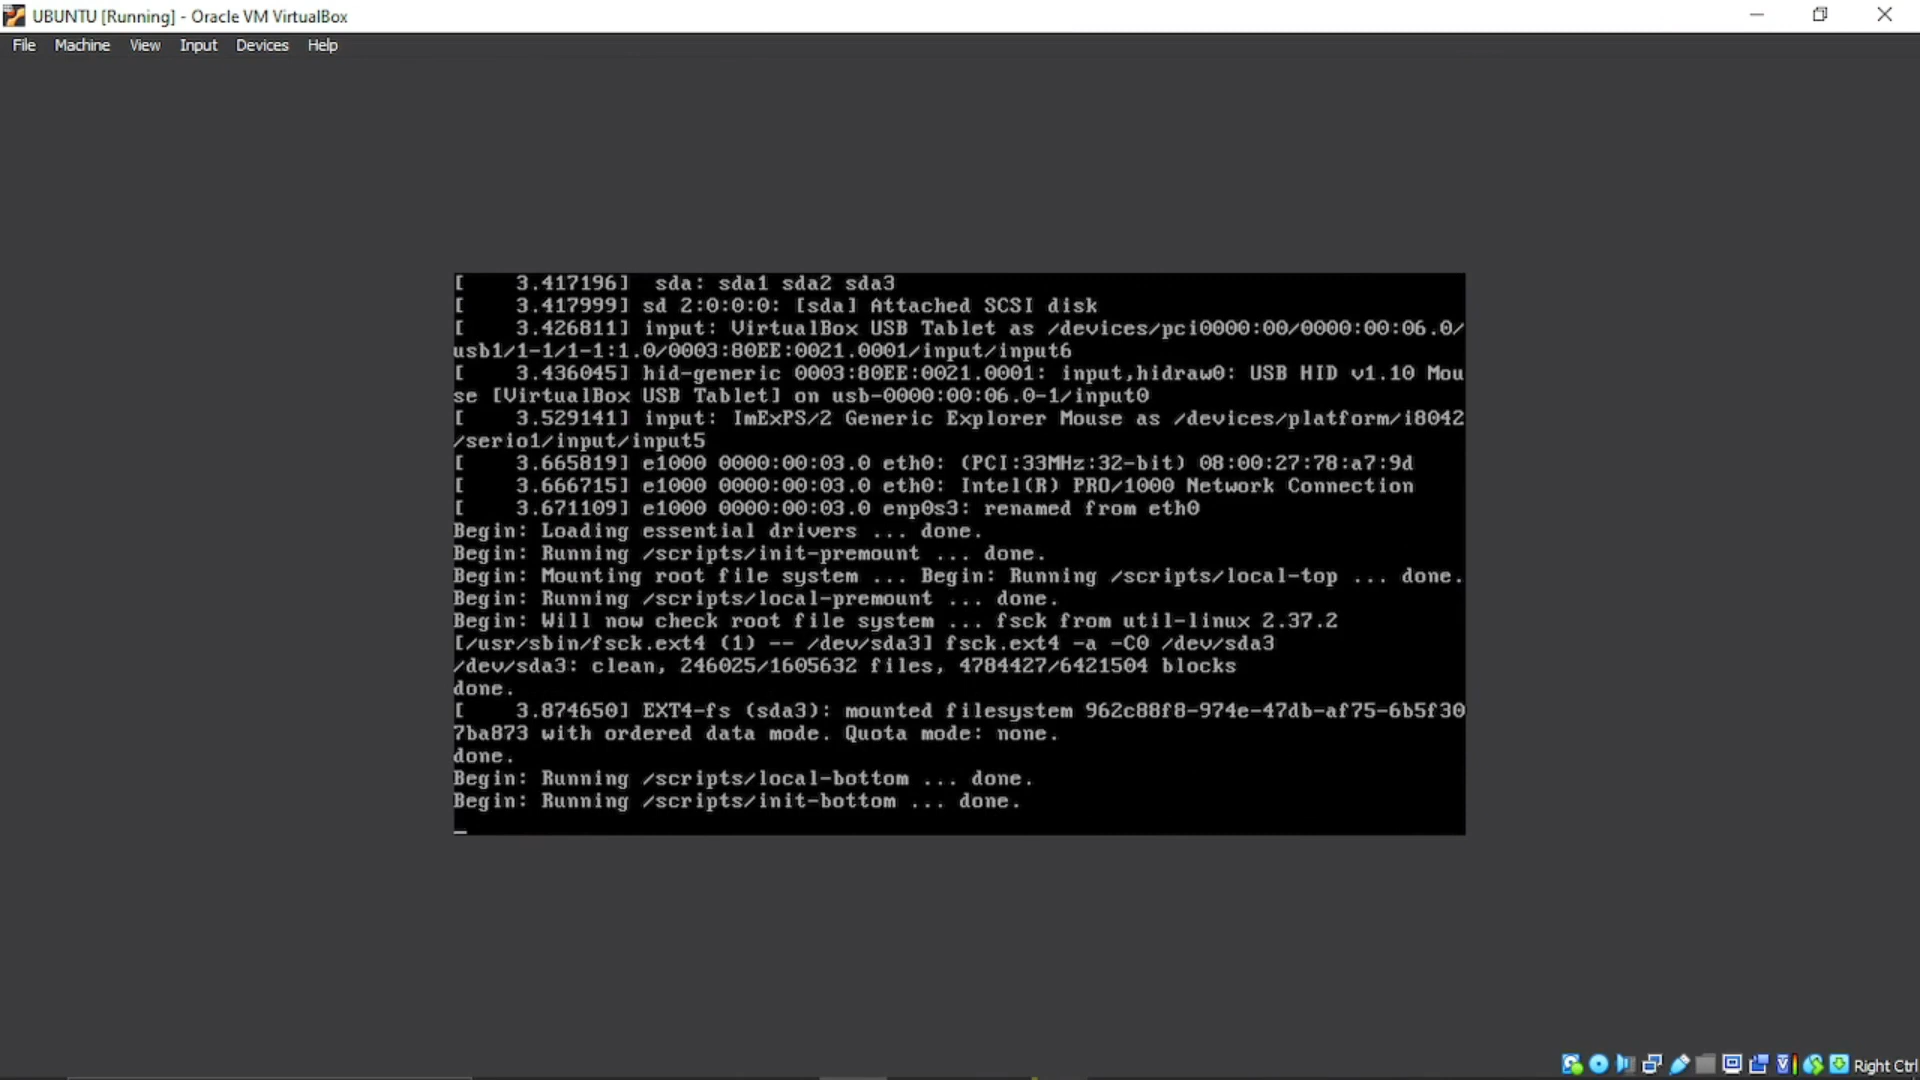 UBUNTU [Running] - Oracle VM VirtualBox
File Machine View Input Devices Help
[    3.417196]  sda: sda1 sda2 sda3
[    3.417999] sd 2:0:0:0: [sda] Attached SCSI disk
[    3.426811] input: VirtualBox USB Tablet as /devices/pci0000:00/0000:00:06.0/
usb1/1-1/1-1:1.0/0003:80EE:0021.0001/input/input6
[    3.436045] hid-generic 0003:80EE:0021.0001: input,hidraw0: USB HID v1.10 Mou
se [VirtualBox USB Tablet] on usb-0000:00:06.0-1/input0
[    3.529141] input: ImExPS/2 Generic Explorer Mouse as /devices/platform/i8042
/serio1/input/input5
[    3.665819] e1000 0000:00:03.0 eth0: (PCI:33MHz:32-bit) 08:00:27:78:a7:9d
[    3.666715] e1000 0000:00:03.0 eth0: Intel(R) PRO/1000 Network Connection
[    3.671109] e1000 0000:00:03.0 enp0s3: renamed from eth0
Begin: Loading essential drivers ... done.
Begin: Running /scripts/init-premount ... done.
Begin: Mounting root file system ... Begin: Running /scripts/local-top ... done.
Begin: Running /scripts/local-premount ... done.
Begin: Will now check root file system ... fsck from util-linux 2.37.2
[/usr/sbin/fsck.ext4 (1) -- /dev/sda3] fsck.ext4 -a -C0 /dev/sda3
/dev/sda3: clean, 246025/1605632 files, 4784427/6421504 blocks
done.
[    3.874650] EXT4-fs (sda3): mounted filesystem 962c88f8-974e-47db-af75-6b5f30
7ba873 with ordered data mode. Quota mode: none.
done.
Begin: Running /scripts/local-bottom ... done.
Begin: Running /scripts/init-bottom ... done.
Right Ctrl